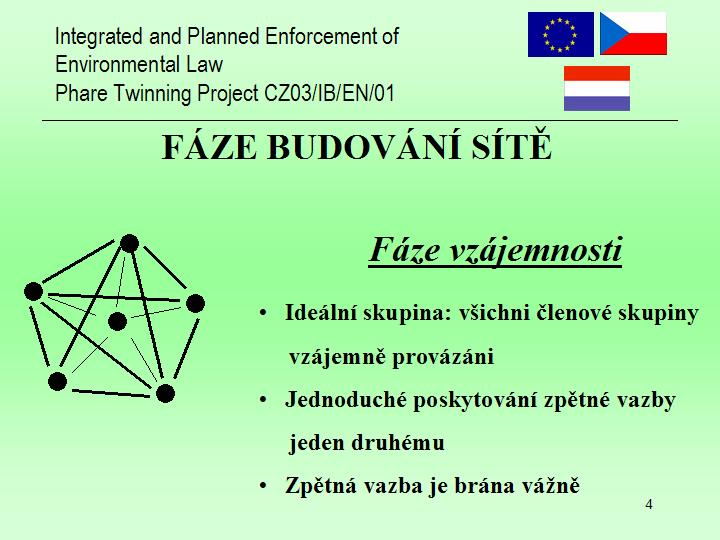 Integrated and Planned Enforcement of
Environmental Law
Phare Twinning Project CZ03/IB/EN/01
FÁZE BUDOVÁNÍ SÍTĚ
Fáze vzájemnosti
• Ideální skupina: všichni členové skupiny
vzájemně provázáni
• Jednoduché poskytování zpětné vazby
jeden druhému
• Zpětná vazba je brána vážně
4